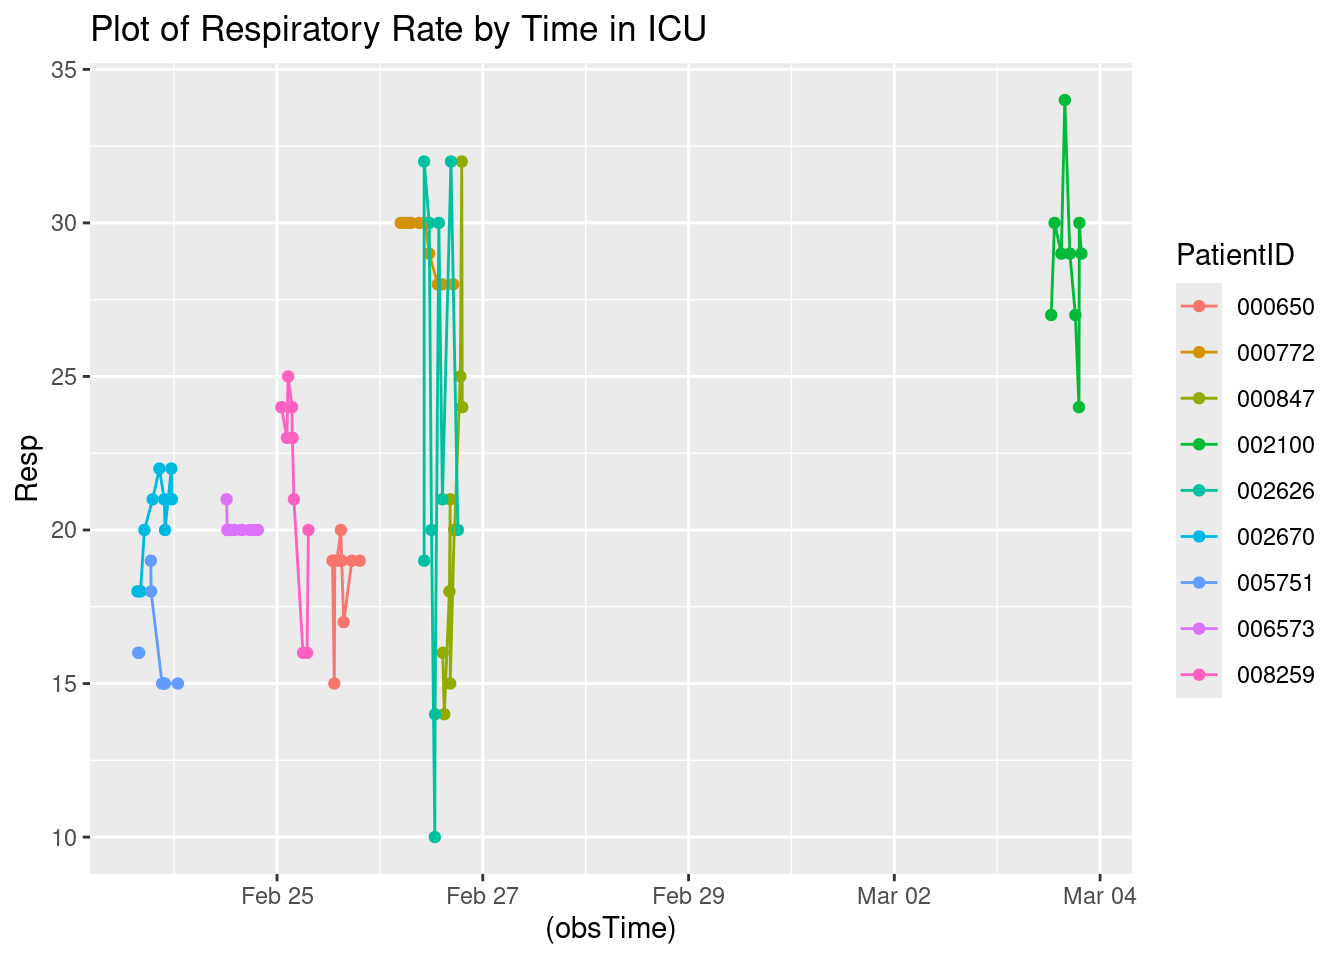 Plot of Respiratory Rate by Time in ICU
35
30
25
20
15
10
Resp
Feb 25
Feb 27
Feb 29
Mar 02
Mar 04
(obsTime)
PatientID
000650
000772
000847
002100
002626
002670
005751
006573
008259